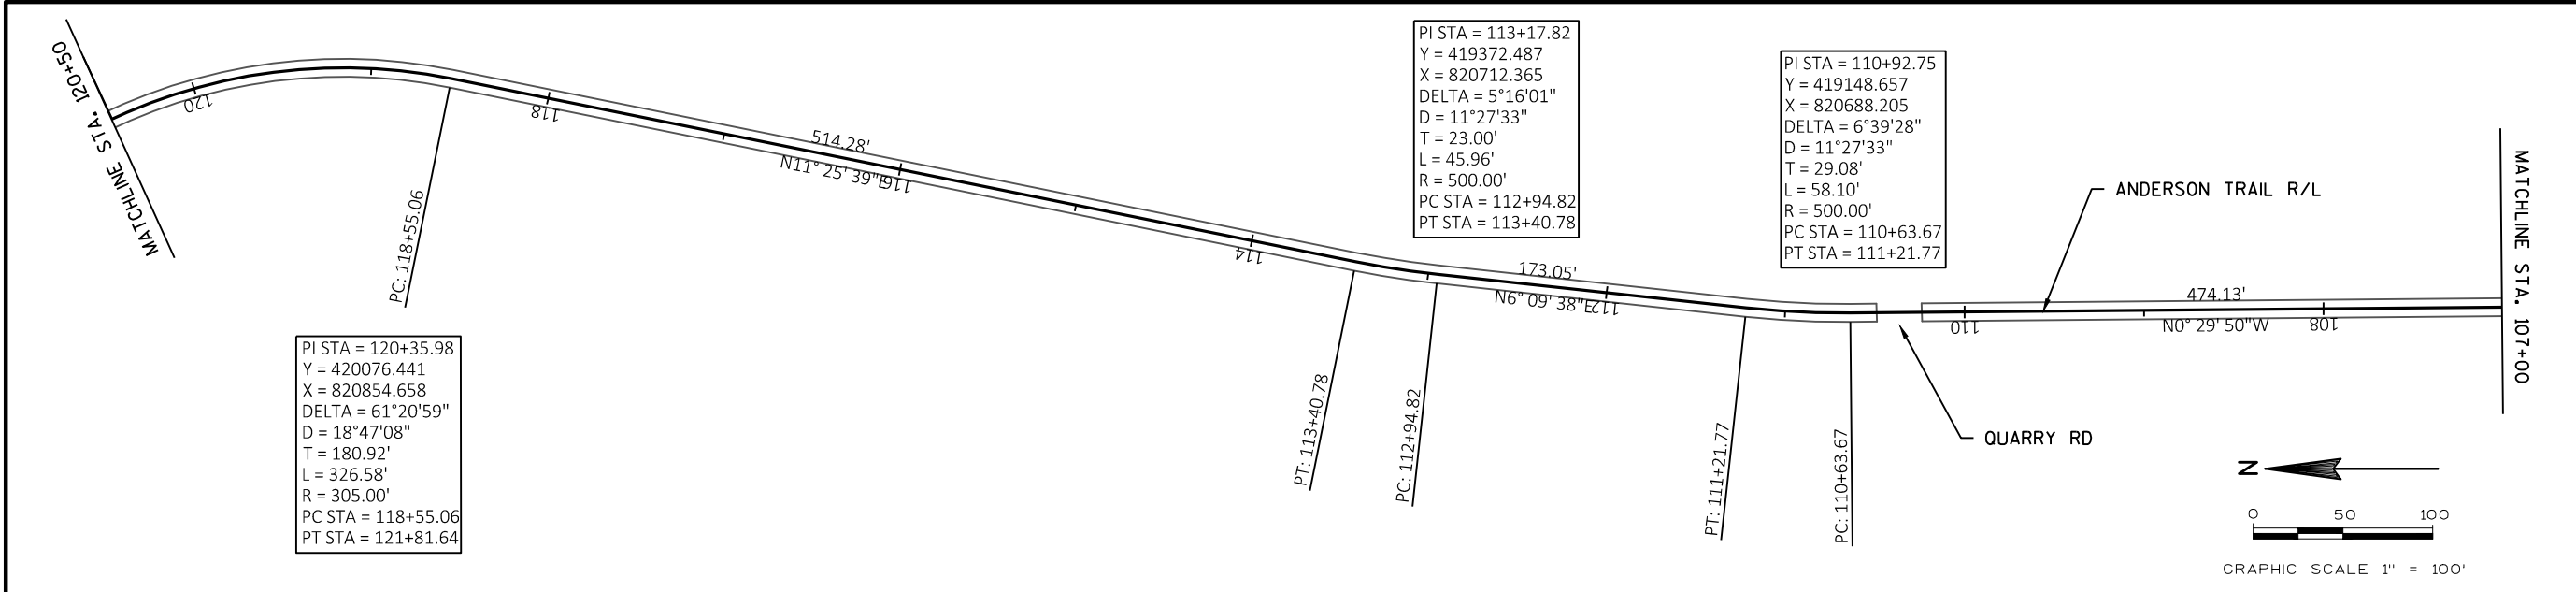 MATCHLINE STA. 120+50
120
118
PC: 118+55.06
514.28'
N11° 25' 39"E
116
114
PI STA = 120+35.98
Y = 420076.441
X = 820854.658
DELTA = 61°20'59"
D = 18°47'08"
T = 180.92'
L = 326.58'
R = 305.00'
PC STA = 118+55.06
PT STA = 121+81.64
PI STA = 113+17.82
Y = 419372.487
X = 820712.365
DELTA = 5°16'01"
D = 11°27'33"
T = 23.00'
L = 45.96'
R = 500.00'
PC STA = 112+94.82
PT STA = 113+40.78
PT: 113+40.78
PC: 112+94.82
173.05'
N6° 09' 38"E
112
PI STA = 110+92.75
Y = 419148.657
X = 820688.205
DELTA = 6°39'28"
D = 11°27'33"
T = 29.08'
L = 58.10'
R = 500.00'
PC STA = 110+63.67
PT STA = 111+21.77
PT: 111+21.77
PC: 110+63.67
ANDERSON TRAIL R/L
474.13'
110
N0° 29' 50"W
108
QUARRY RD
MATCHLINE STA. 107+00
N
0 50 100
GRAPHIC SCALE 1" = 100'